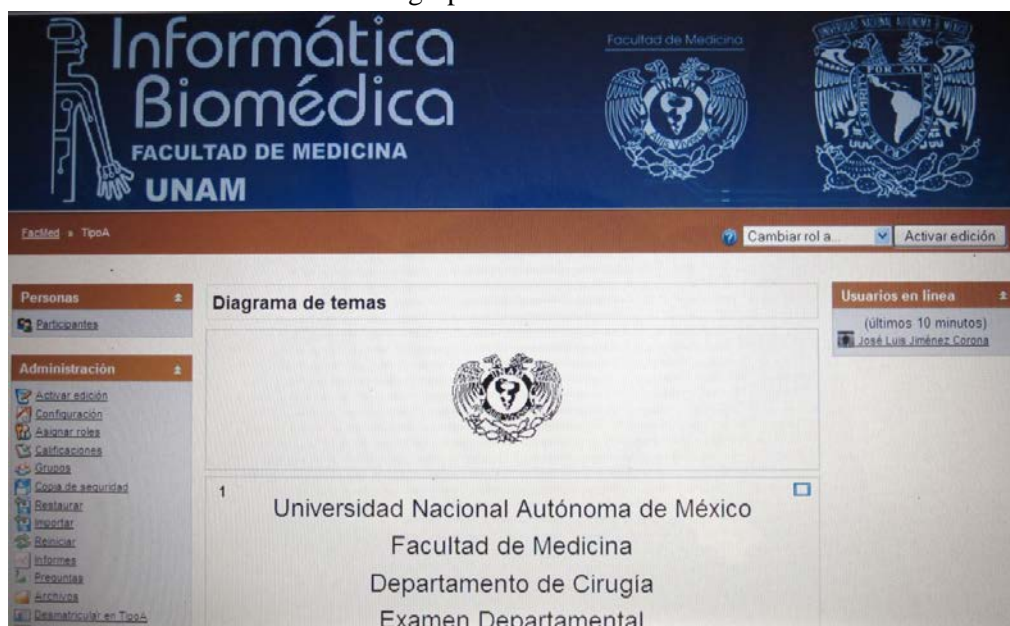 Informática
Biomédica
FACULTAD DE MEDICINA
UNAM
Facultad de Medicina
POR MI RAZA
FacMed » TipoA
Cambiar rol a...
Activar edición
Personas
Participantes
Administración
Activar edición
Configuración
Asignar roles
Calificaciones
Grupos
Copia de seguridad
Restaurar
Importar
Reiniciar
Informes
Preguntas
Archivos
Desmatricular en TipoA
Diagrama de temas
1
Universidad Nacional Autónoma de México
Facultad de Medicina
Departamento de Cirugía
Examen Departamental
Usuarios en línea
(últimos 10 minutos)
José Luis Jiménez Corona